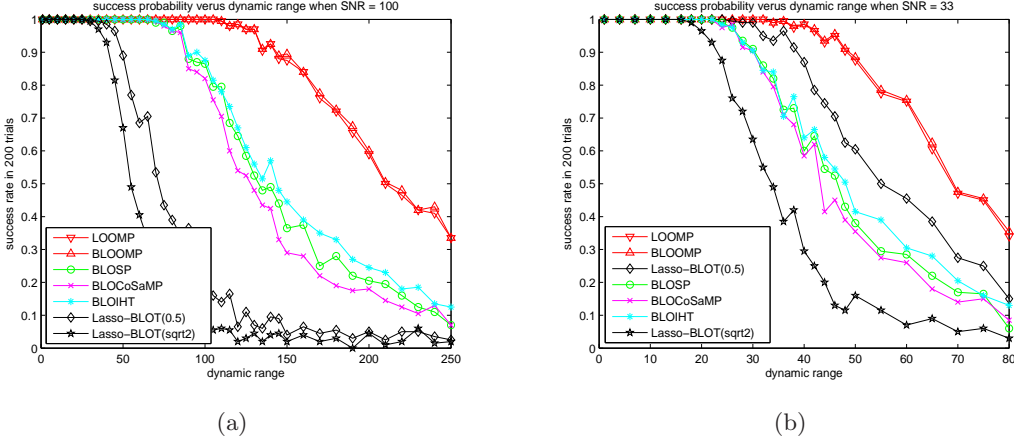 success probability verus dynamic range when SNR = 100
success rate in 200 trials
1
0.9
0.8
0.7
0.6
0.5
0.4
0.3
0.2
0.1
0
0
50
100
150
200
250
dynamic range
LOOMP
BLOOMP
BLOSP
BLOCoSaMP
BLOIHT
Lasso−BLOT(0.5)
Lasso−BLOT(sqrt2)
(a)
success probability verus dynamic range when SNR = 33
success rate in 200 trials
1
0.9
0.8
0.7
0.6
0.5
0.4
0.3
0.2
0.1
0
0
10
20
30
40
50
60
70
80
dynamic range
LOOMP
BLOOMP
Lasso−BLOT(0.5)
BLOSP
BLOCoSaMP
BLOIHT
Lasso−BLOT(sqrt2)
(b)